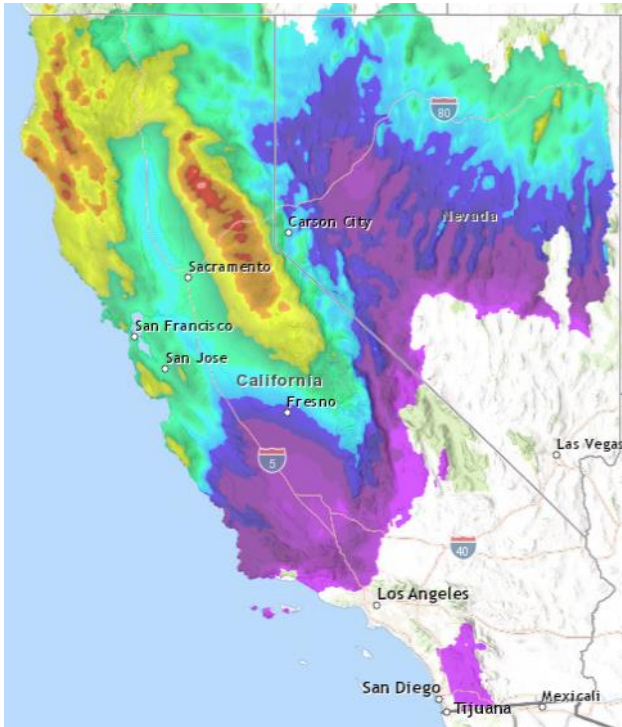 80
Nevada
Carson City
Sacramento
San Francisco
San Jose
California
Fresno
Las Vegas
5
40
Los Angeles
San Diego
Tijuana
Mexicali